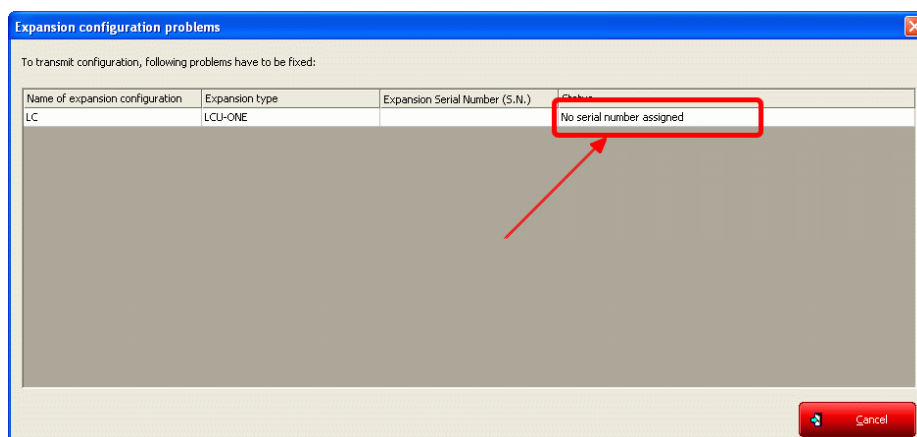 Expansion configuration problems
To transmit configuration, following problems have to be fixed:
Name of expansion configuration Expansion type Expansion Serial Number (S.N.) Status
LC LCU-ONE No serial number assigned
Cancel